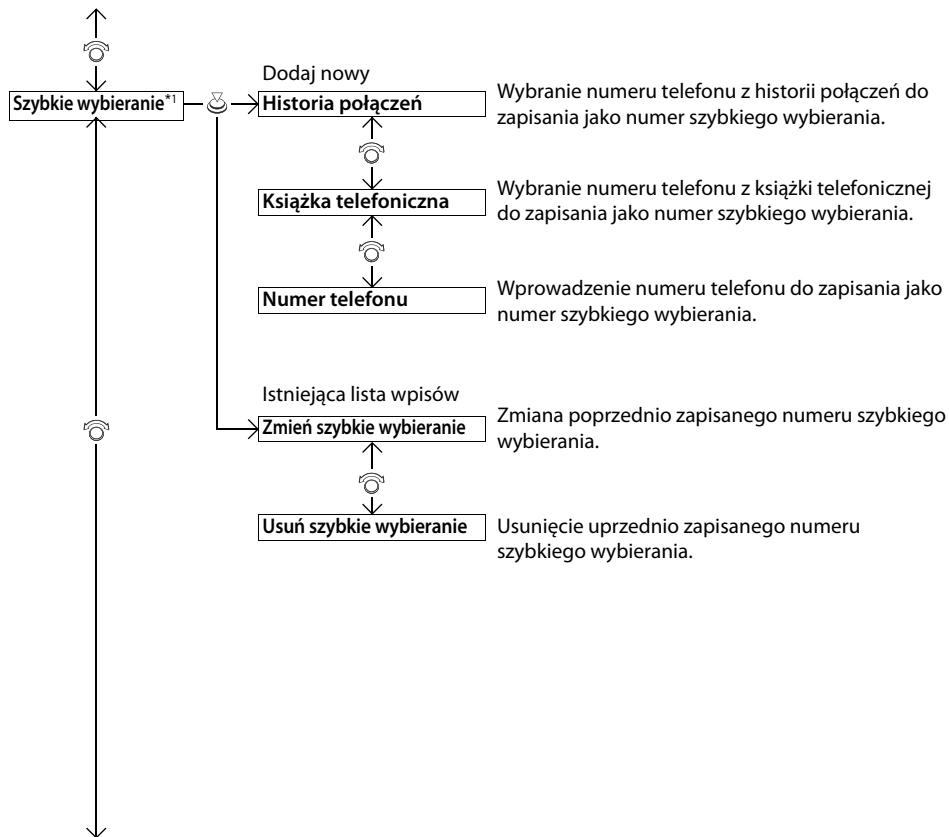 Szybkie wybieranie*1
Dodaj nowy
Historia połączeń
Wybranie numeru telefonu z historii połączeń do
zapisania jako numer szybkiego wybierania.
Książka telefoniczna
Wybranie numeru telefonu z książki telefonicznej
do zapisania jako numer szybkiego wybierania.
Numer telefonu
Wprowadzenie numeru telefonu do zapisania jako
numer szybkiego wybierania.
Istniejąca lista wpisów
Zmień szybkie wybieranie
Zmiana poprzednio zapisanego numeru szybkiego
wybierania.
Usuń szybkie wybieranie
Usunięcie uprzednio zapisanego numeru
szybkiego wybierania.